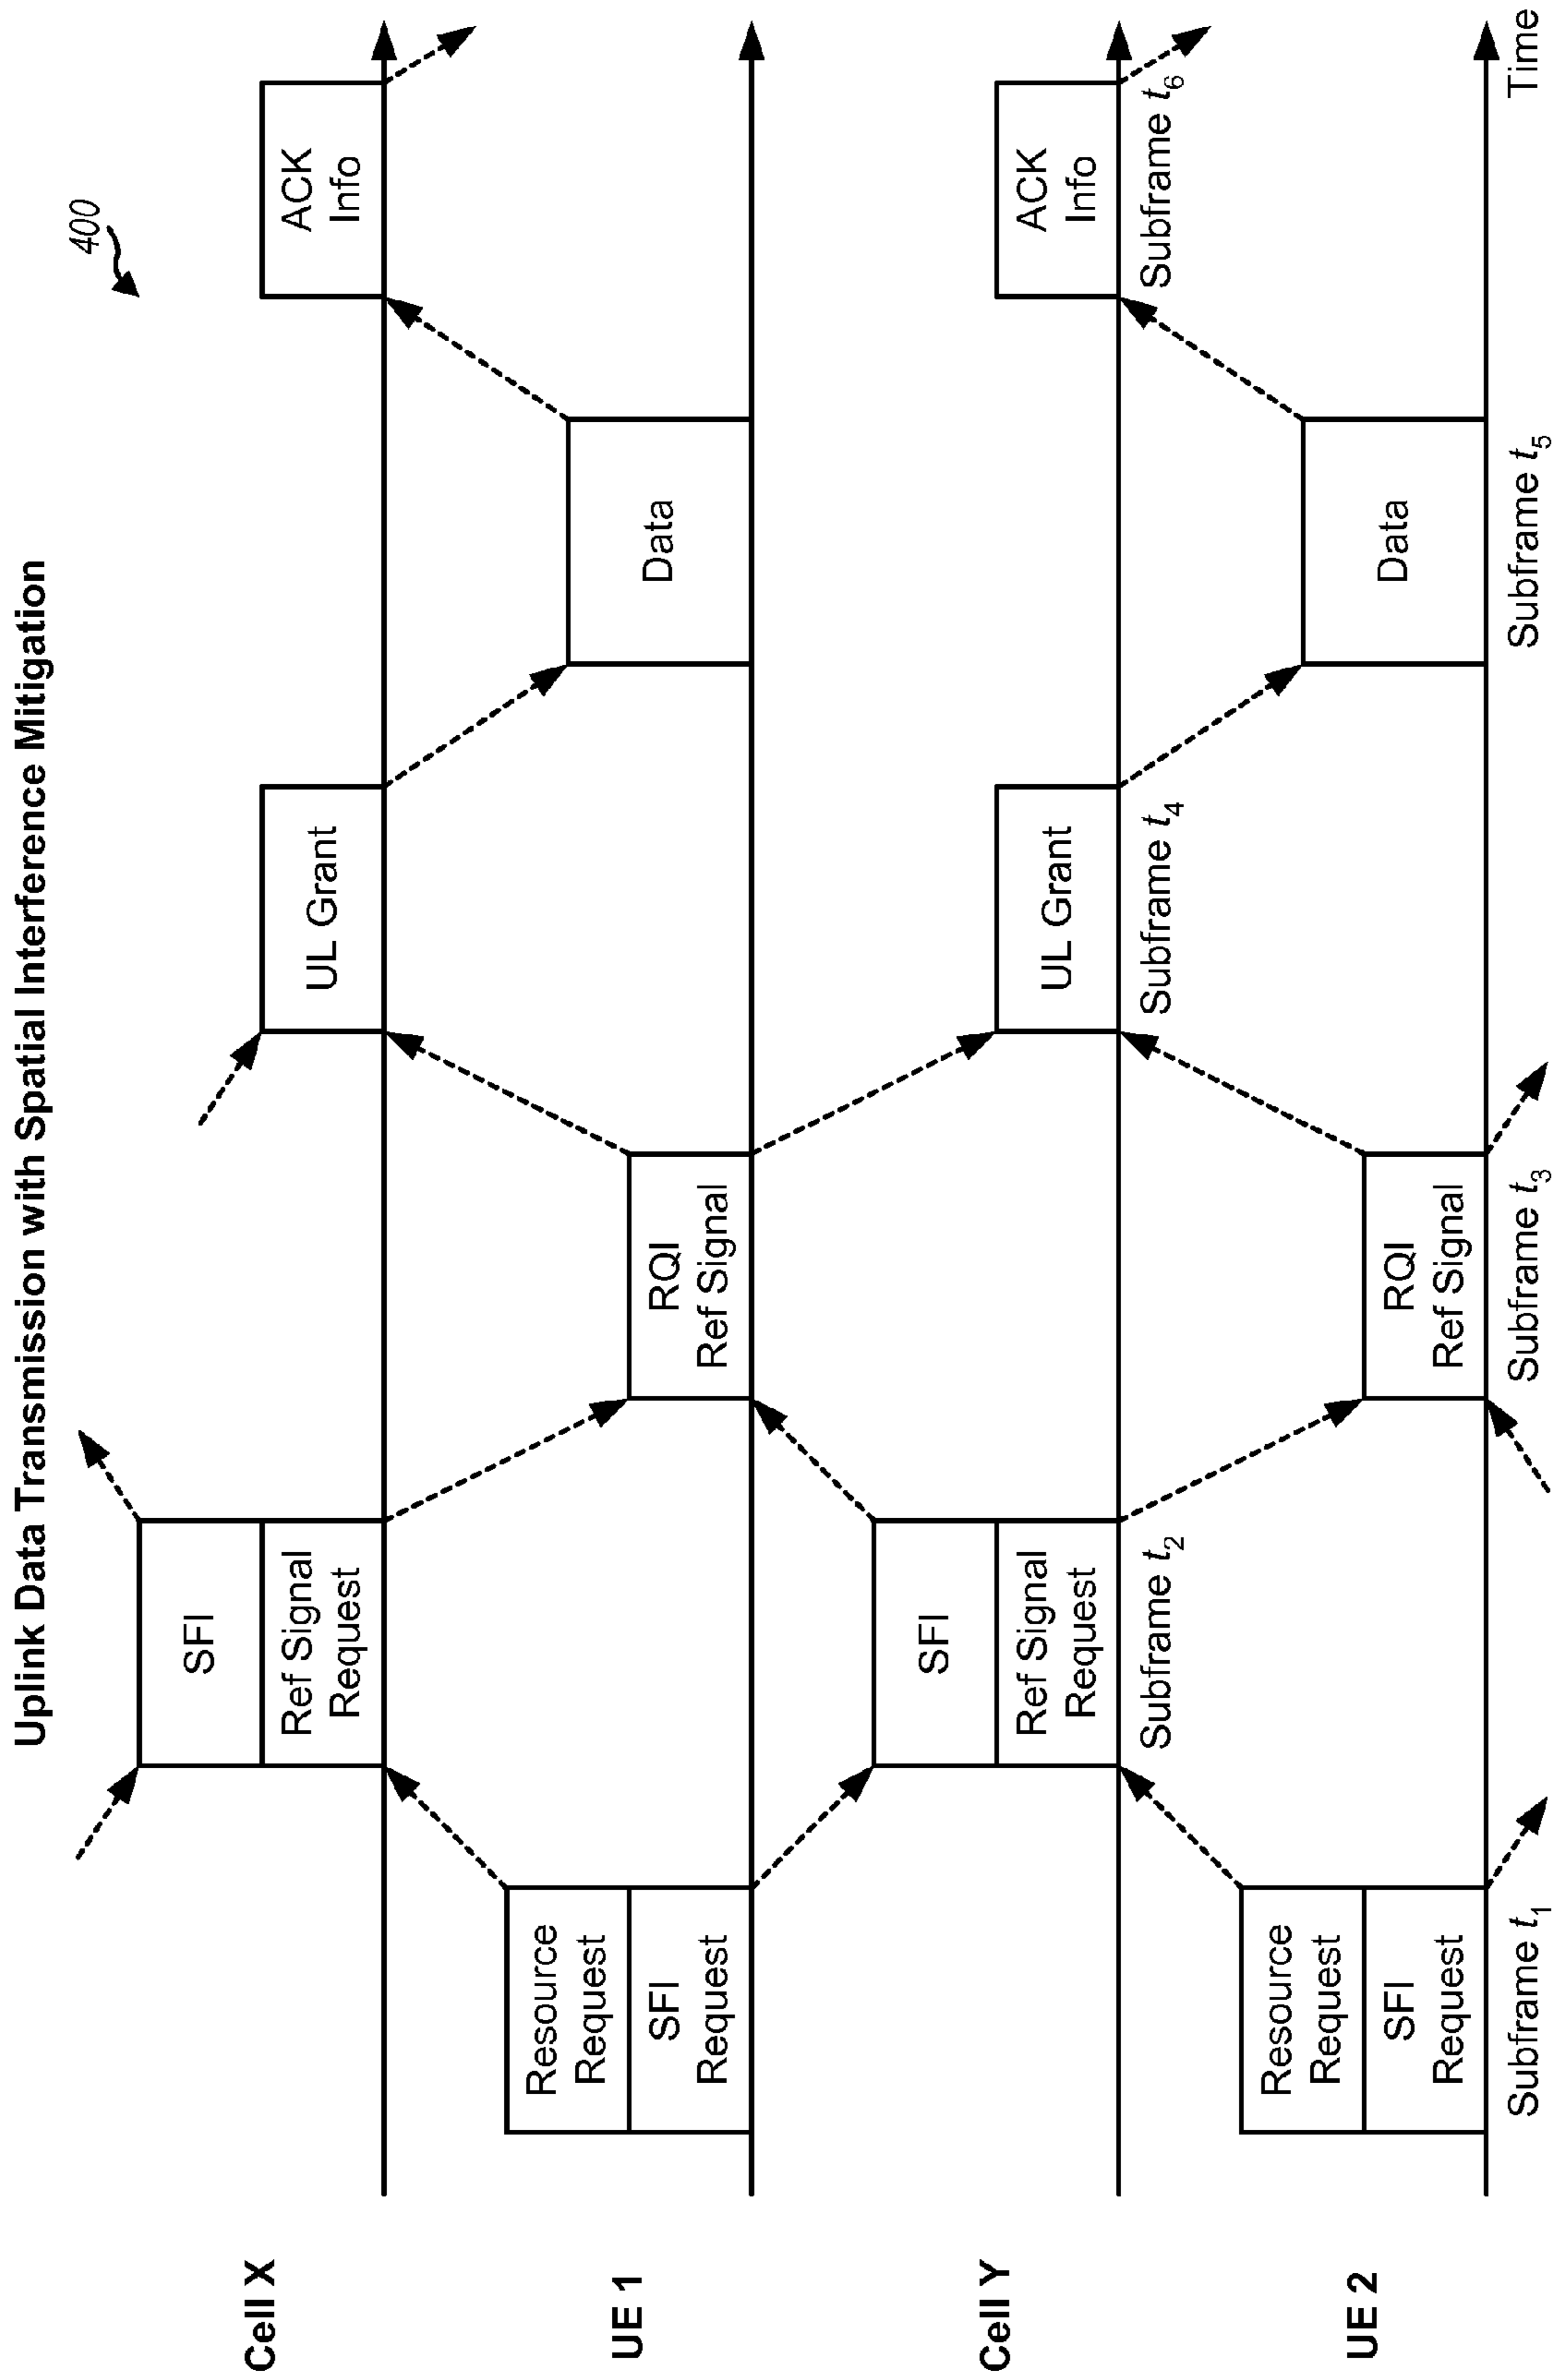 Uplink Data Transmission with Spatial Interference Mitigation
400
Cell X
SFI
Ref Signal
Request
UL Grant
ACK
Info
UE 1
Resource
Request
SFI
Request
RQI
Ref Signal
Data
Cell Y
SFI
Ref Signal
Request
UL Grant
ACK
Info
Subframe t2
Subframe t4
Subframe t6
UE 2
Resource
Request
SFI
Request
RQI
Ref Signal
Data
Subframe t1
Subframe t3
Subframe t5
Time